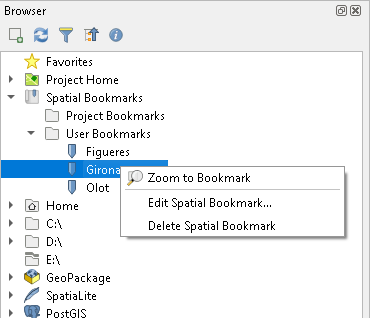 Browser
Favorites
Project Home
Spatial Bookmarks
Project Bookmarks
User Bookmarks
Figueres
Girona
Zoom to Bookmark
Olot
Edit Spatial Bookmark...
Home
C:\
Delete Spatial Bookmark
D:\
E:\
GeoPackage
SpatiaLite
PostGIS